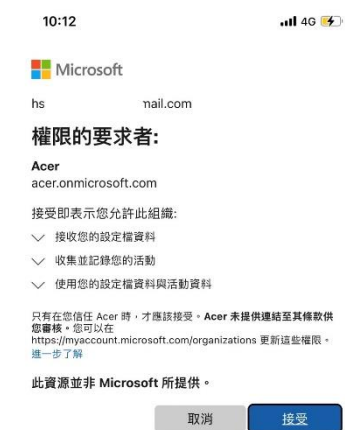 10:12
4G
Microsoft
hs mail.com
權限的要求者:
Acer
acer.onmicrosoft.com
接受即表示您允許此組織:
接收您的設定檔資料
收集並記錄您的活動
使用您的設定檔資料與活動資料
只有在您信任 Acer 時，才應該接受。Acer 未提供連結至其條款供
您審核。您可以在
https://myaccount.microsoft.com/organizations 更新這些權限。
進一步了解
此資源並非 Microsoft 所提供。
取消
接受